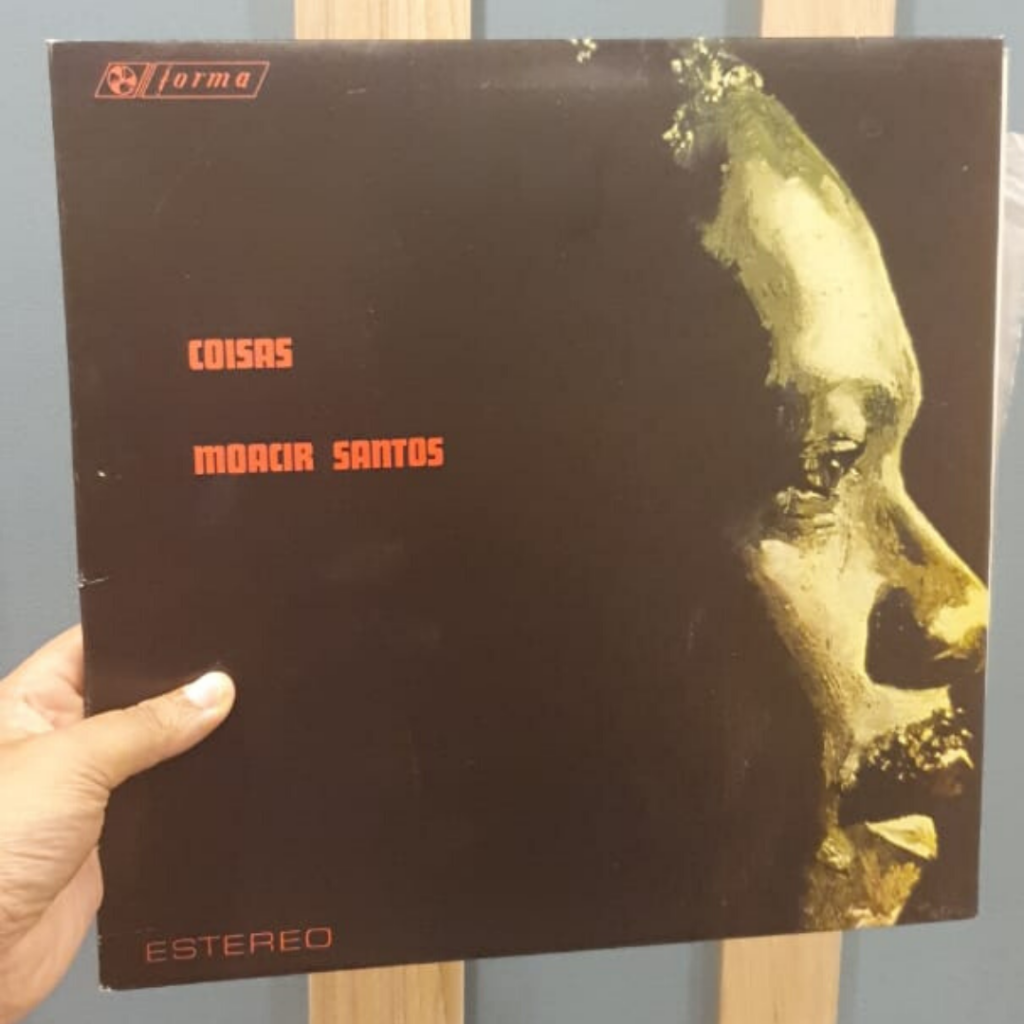 forma
COISAS
MOACIR SANTOS
ESTEREO